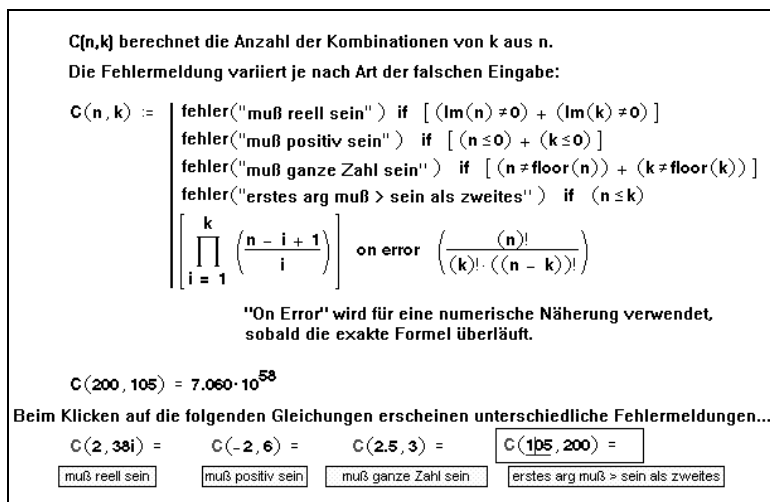 C(n,k) berechnet die Anzahl der Kombinationen von k aus n.
Die Fehlermeldung variiert je nach Art der falschen Eingabe:
C(n,k) := | fehler("muß reell sein") if [(Im(n) ≠0) + (Im(k) ≠0)]
fehler("muß positiv sein") if [(n ≤0) + (k ≤0)]
fehler("muß ganze Zahl sein") if [(n ≠floor(n)) + (k ≠floor(k))]
fehler("erstes arg muß > sein als zweites") if (n ≤k)
[∏ k i = 1 ((n - i + 1)/i)] on error ((n)!/((k)!·((n - k))!))
"On Error" wird für eine numerische Näherung verwendet,
sobald die exakte Formel überläuft.
C(200,105) = 7.060·10^58
Beim Klicken auf die folgenden Gleichungen erscheinen unterschiedliche Fehlermeldungen...
C(2,38i) = C(-2,6) = C(2.5,3) = C(105,200) =
muß reell sein muß positiv sein muß ganze Zahl sein erstes arg muß > sein als zweites